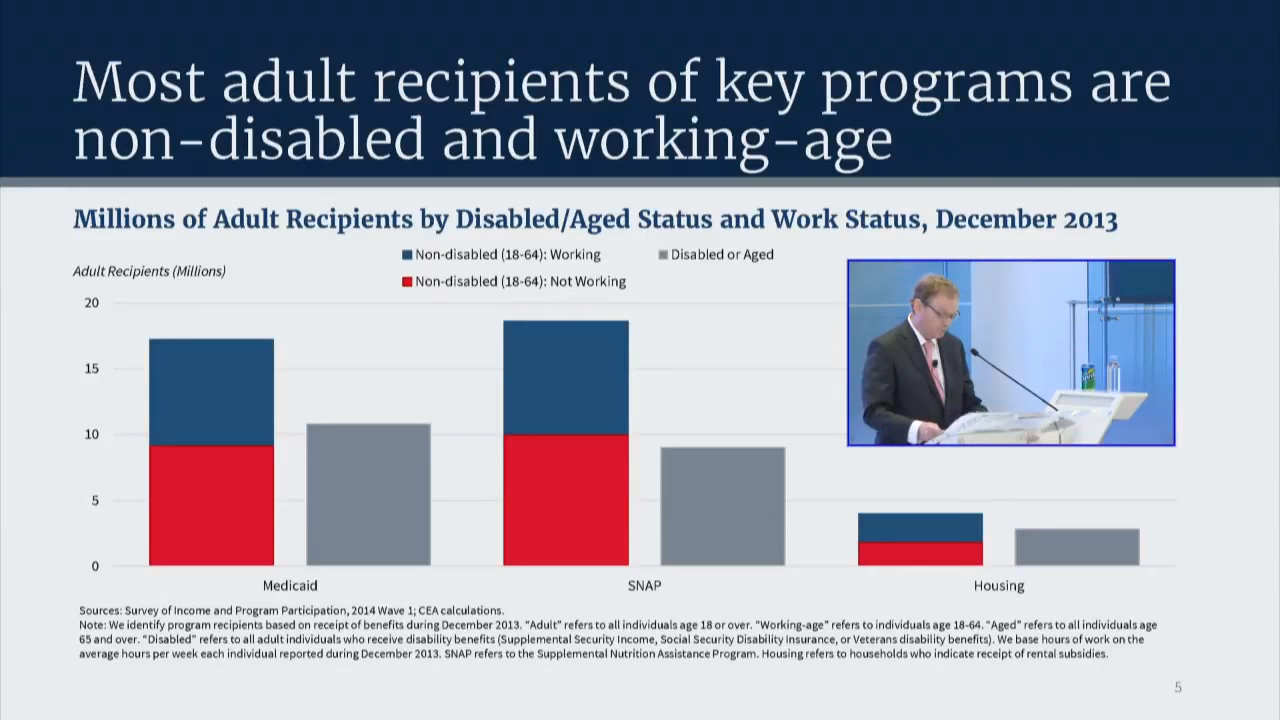 Most adult recipients of key programs are
non-disabled and working-age
Millions of Adult Recipients by Disabled/Aged Status and Work Status, December 2013
Non-disabled (18-64): Working
Disabled or Aged
Adult Recipients (Millions)
Non-disabled (18-64): Not Working
20
15
10
5
0
Medicaid
SNAP
Housing
Sources: Survey of Income and Program Participation, 2014 Wave 1; CEA calculations.
Note: We identify program recipients based on receipt of benefits during December 2013. “Adult” refers to all individuals age 18 or over. “Working-age” refers to individuals age 18-64. “Aged” refers to all individuals age
65 and over. “Disabled” refers to all adult individuals who receive disability benefits (Supplemental Security Income, Social Security Disability Insurance, or Veterans disability benefits). We base hours of work on the
average hours per week each individual reported during December 2013. SNAP refers to the Supplemental Nutrition Assistance Program. Housing refers to households who indicate receipt of rental subsidies.
5